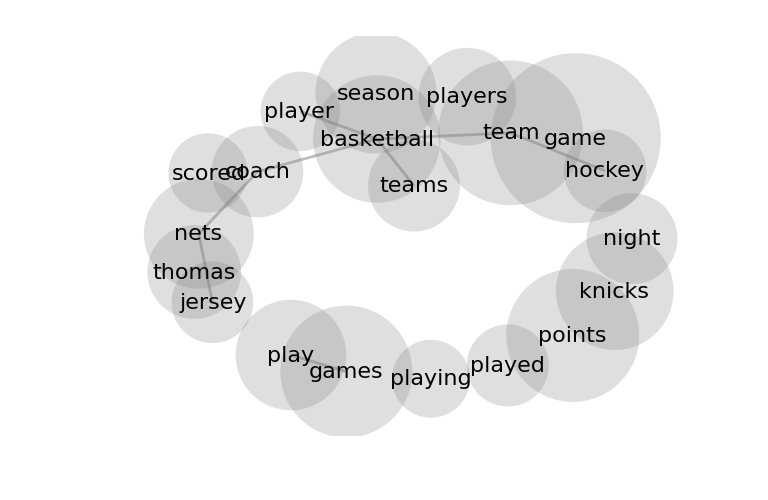 season
players
player
team
game
basketball
hockey
scored
coach
teams
nets
night
thomas
knicks
jersey
points
play
games
played
playing